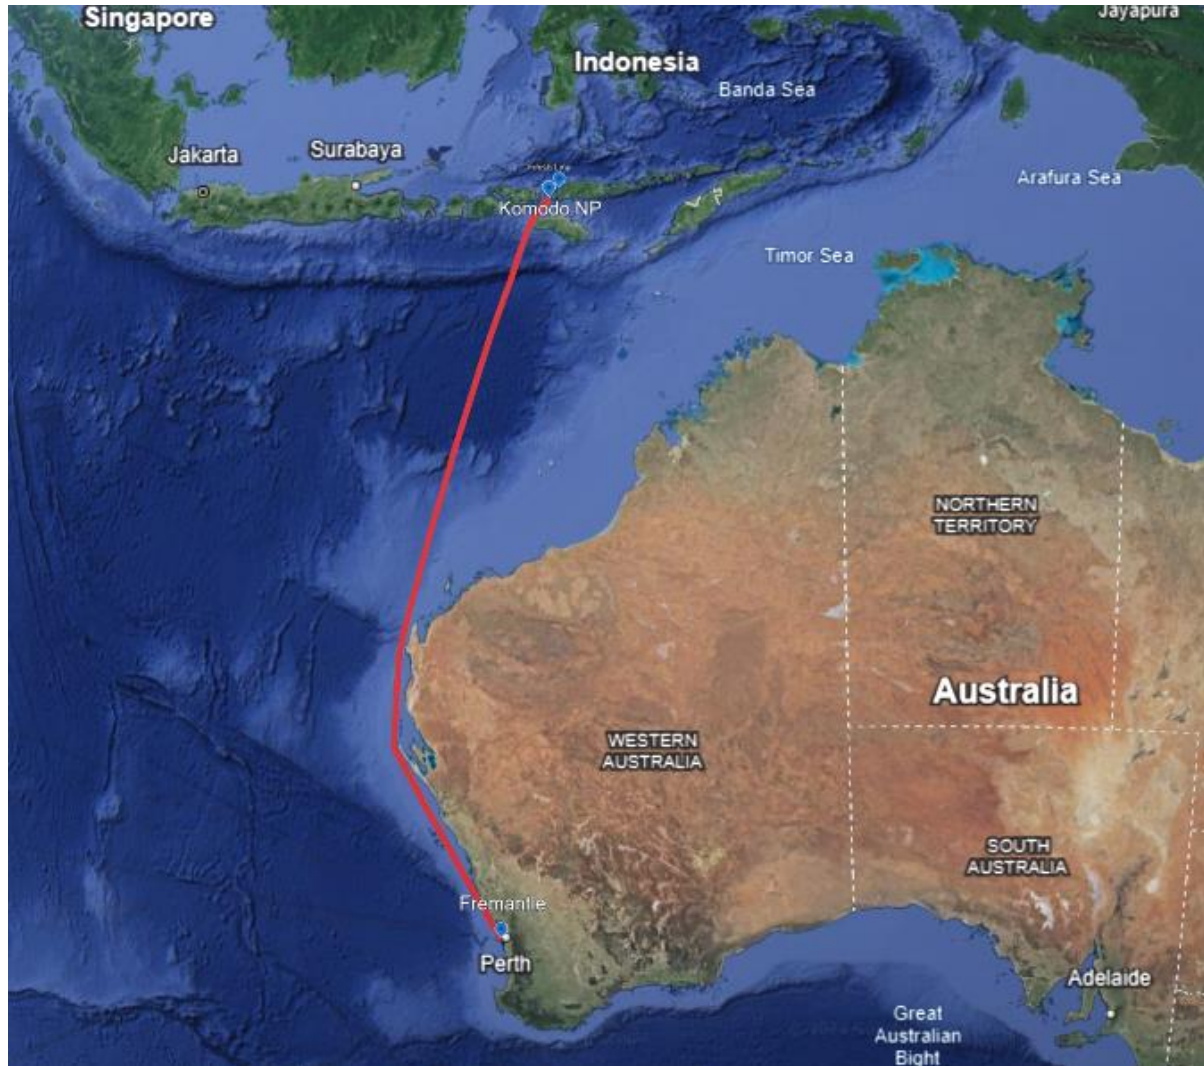 Singapore
Jayapura
Indonesia
Banda Sea
Jakarta
Surabaya
Arafura Sea
Komodo NP
Timor Sea
NORTHERN
TERRITORY
Australia
WESTERN
AUSTRALIA
SOUTH
AUSTRALIA
Fremantle
Perth
Adelaide
Great
Australian
Bight